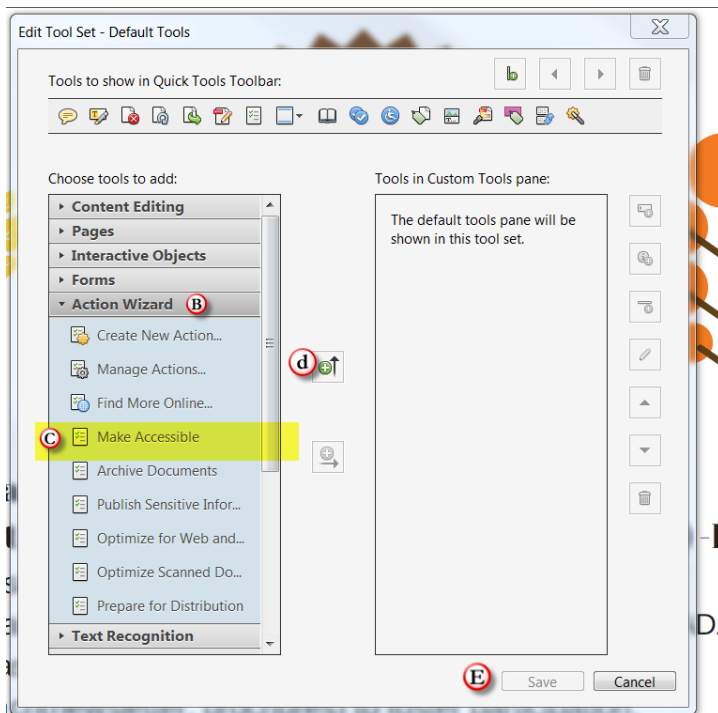 Edit Tool Set - Default Tools
Tools to show in Quick Tools Toolbar:
b
Choose tools to add:
Tools in Custom Tools pane:
Content Editing
Pages
Interactive Objects
Forms
Action Wizard B
Create New Action...
Manage Actions...
Find More Online...
C Make Accessible
Archive Documents
Publish Sensitive Infor...
Optimize for Web and...
Optimize Scanned Do...
Prepare for Distribution
Text Recognition
d
The default tools pane will be
shown in this tool set.
E Save Cancel